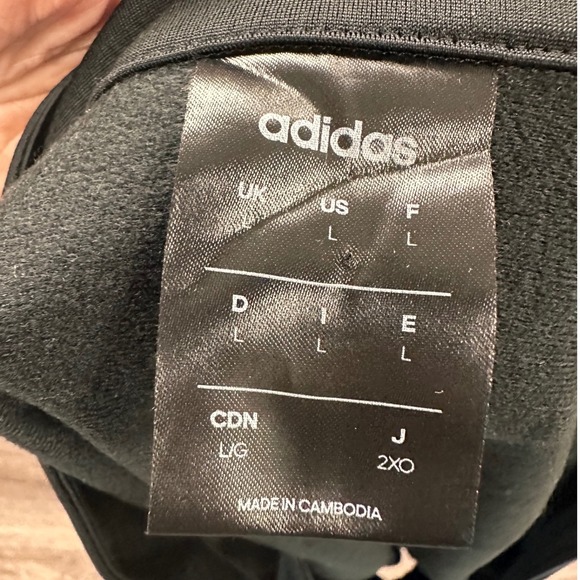 adidas
UK US F
L L L
D I E
L L L
CDN J
L/G 2XO
MADE IN CAMBODIA